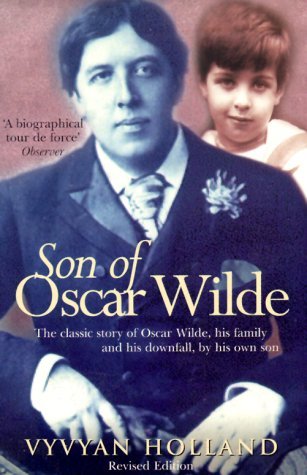 ‘A biographical
tour de force’
Observer
Son of
Oscar Wilde
The classic story of Oscar Wilde, his family
and his downfall, by his own son
VYVYAN HOLLAND
Revised Edition